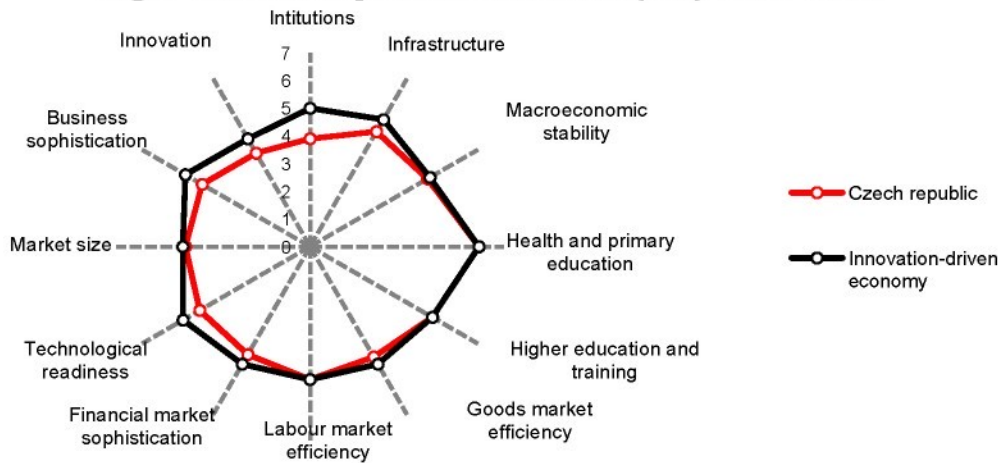 Intitutions
Innovation
Infrastructure
7
6
5
4
3
2
1
0
Business
sophistication
Macroeconomic
stability
Czech republic
Market size
Health and primary
education
Innovation-driven
economy
Technological
readiness
Higher education and
training
Financial market
sophistication
Labour market
efficiency
Goods market
efficiency